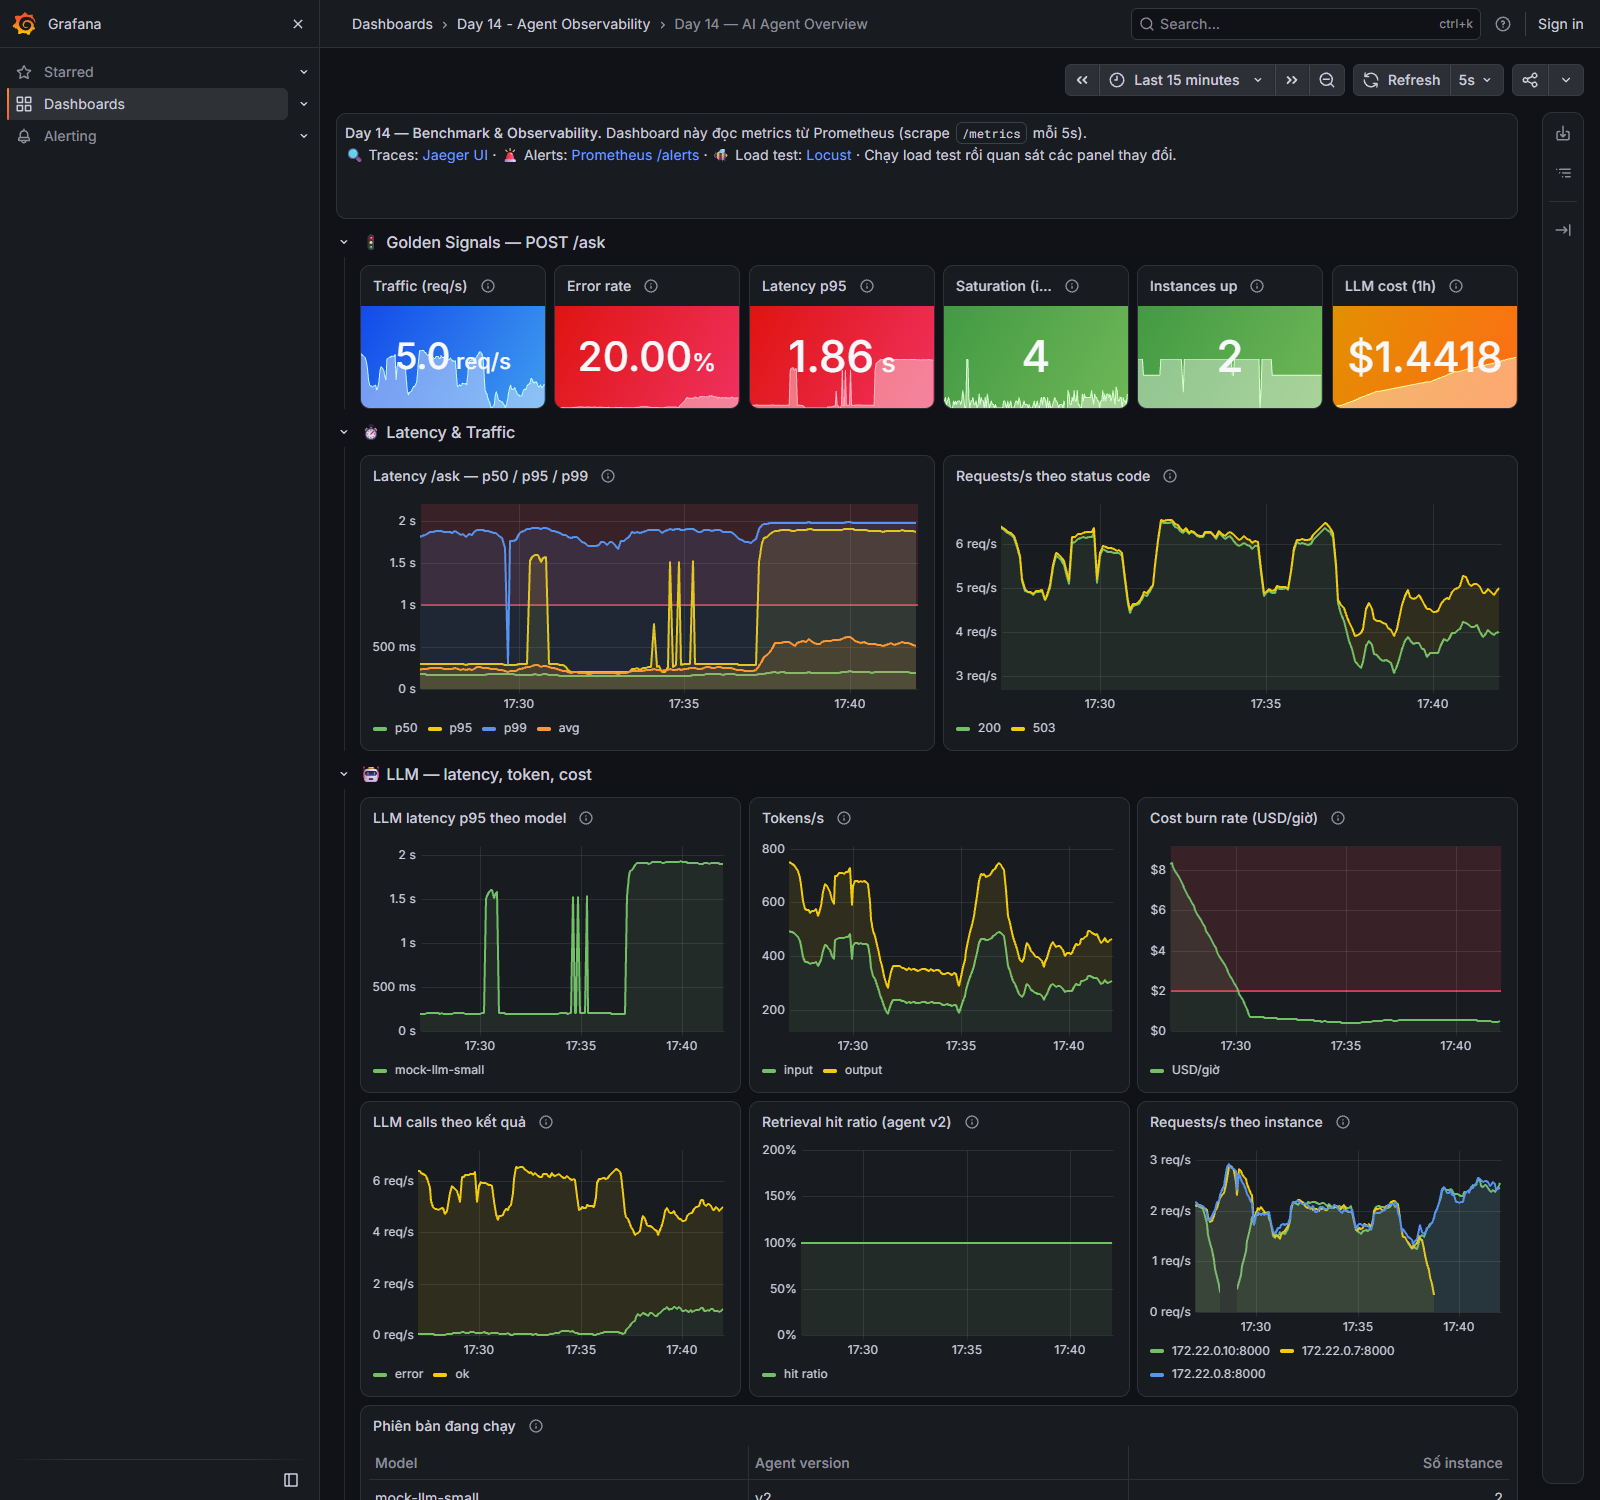 Grafana
Dashboards › Day 14 - Agent Observability › Day 14 — AI Agent Overview
Search...
ctrl+k
Sign in
Starred
Dashboards
Alerting
Last 15 minutes
Refresh
5s
Day 14 — Benchmark & Observability. Dashboard này đọc metrics từ Prometheus (scrape /metrics mỗi 5s).
Traces: Jaeger UI · Alerts: Prometheus /alerts · Load test: Locust · Chạy load test rồi quan sát các panel thay đổi.
Golden Signals — POST /ask
Traffic (req/s)
5.0 req/s
Error rate
20.00%
Latency p95
1.86 s
Saturation (i...
4
Instances up
2
LLM cost (1h)
$1.4418
Latency & Traffic
Latency /ask — p50 / p95 / p99
2 s
1.5 s
1 s
500 ms
0 s
17:30 17:35 17:40
p50 p95 p99 avg
Requests/s theo status code
6 req/s
5 req/s
4 req/s
3 req/s
17:30 17:35 17:40
200 503
LLM — latency, token, cost
LLM latency p95 theo model
2 s
1.5 s
1 s
500 ms
0 s
17:30 17:35 17:40
mock-llm-small
Tokens/s
800
600
400
200
17:30 17:35 17:40
input output
Cost burn rate (USD/giờ)
$8
$6
$4
$2
$0
17:30 17:35 17:40
USD/giờ
LLM calls theo kết quả
6 req/s
4 req/s
2 req/s
0 req/s
17:30 17:35 17:40
error ok
Retrieval hit ratio (agent v2)
200%
150%
100%
50%
0%
17:30 17:35 17:40
hit ratio
Requests/s theo instance
3 req/s
2 req/s
1 req/s
0 req/s
17:30 17:35 17:40
172.22.0.10:8000 172.22.0.7:8000
172.22.0.8:8000
Phiên bản đang chạy
Model Agent version Số instance
mock-llm-small v2 2